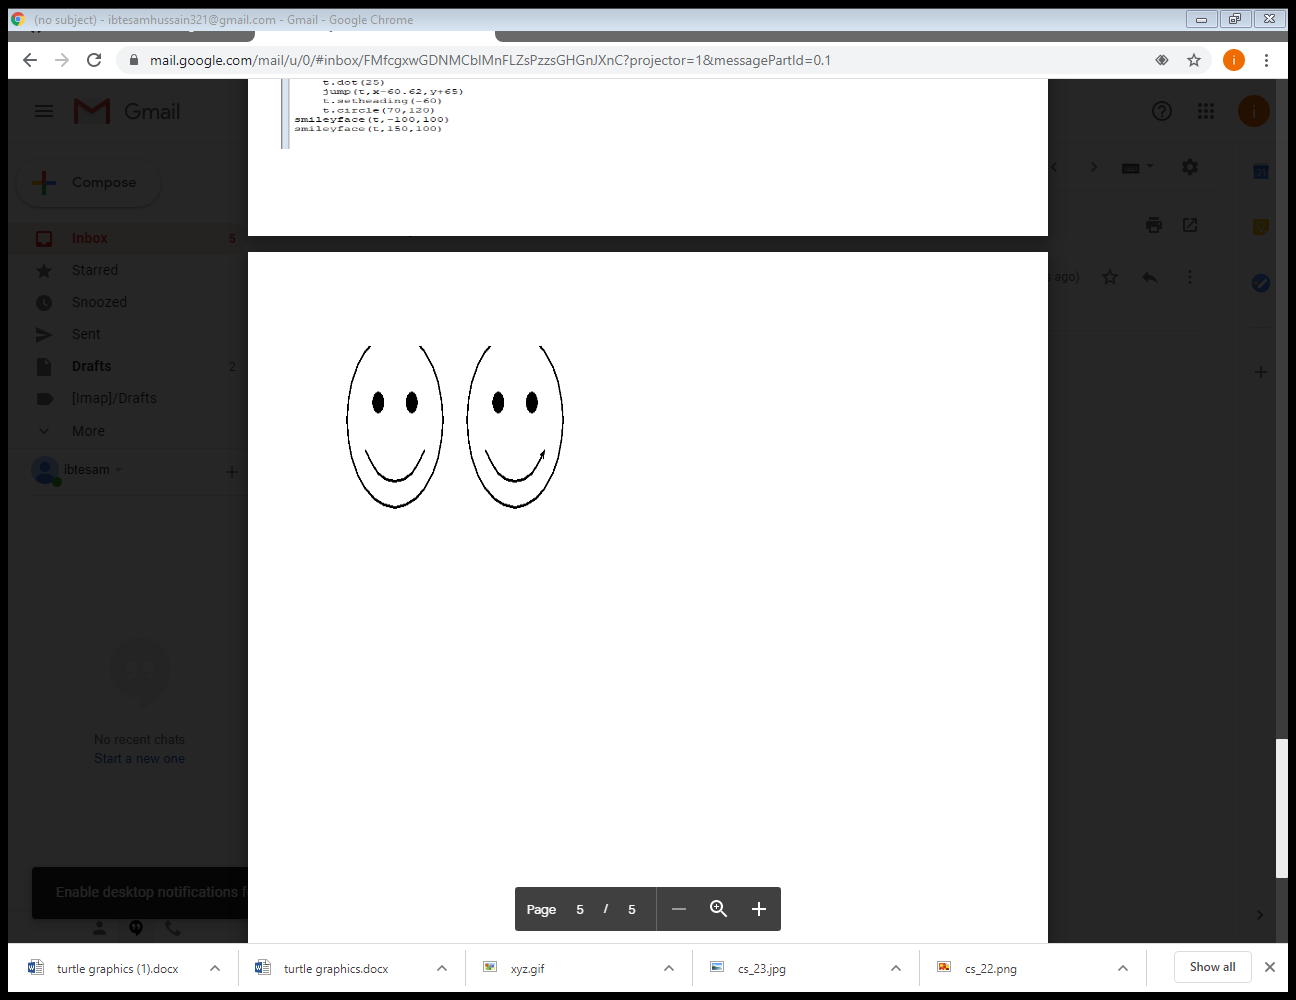 (no subject) - ibtesamhussain321@gmail.com - Gmail - Google Chrome
mail.google.com/mail/u/0/#inbox/FMfcgxwGDNMCblMnFLZsPzzsGHGnJXnC?projector=1&messagePartId=0.1
i
t.dot(25)
jump(t,x-60.62,y+65)
t.setheading(-60)
t.circle(70,120)
smileyface(t,-100,100)
smileyface(t,150,100)
Gmail
i
Compose
Inbox 5
Starred
Snoozed
Sent
Drafts 2
[Imap]/Drafts
More
ibtesam
ago)
No recent chats
Start a new one
Enable desktop notifications f
Page 5 / 5
turtle graphics (1).docx
turtle graphics.docx
xyz.gif
cs_23.jpg
cs_22.png
Show all